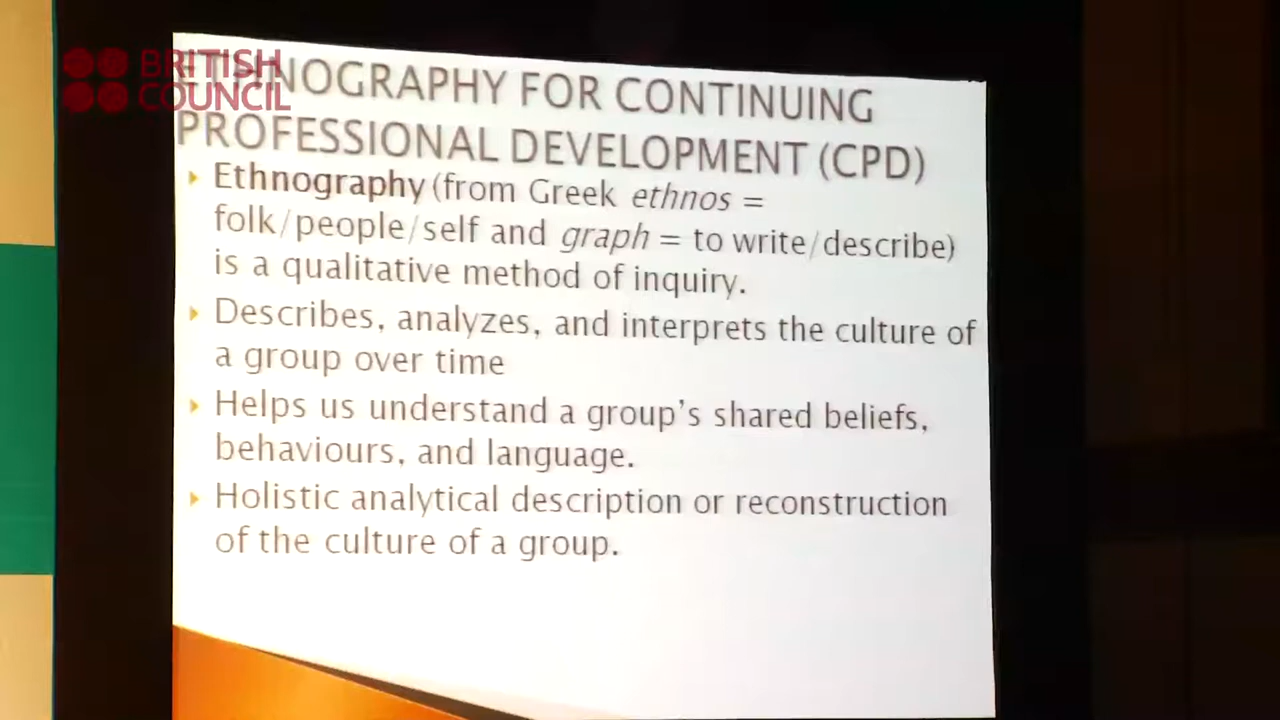 BRITISH
COUNCIL
ETHNOGRAPHY FOR CONTINUING
PROFESSIONAL DEVELOPMENT (CPD)
Ethnography (from Greek ethnos =
folk/people/self and graph = to write/describe)
is a qualitative method of inquiry.
Describes, analyzes, and interprets the culture of
a group over time
Helps us understand a group's shared beliefs,
behaviours, and language.
Holistic analytical description or reconstruction
of the culture of a group.